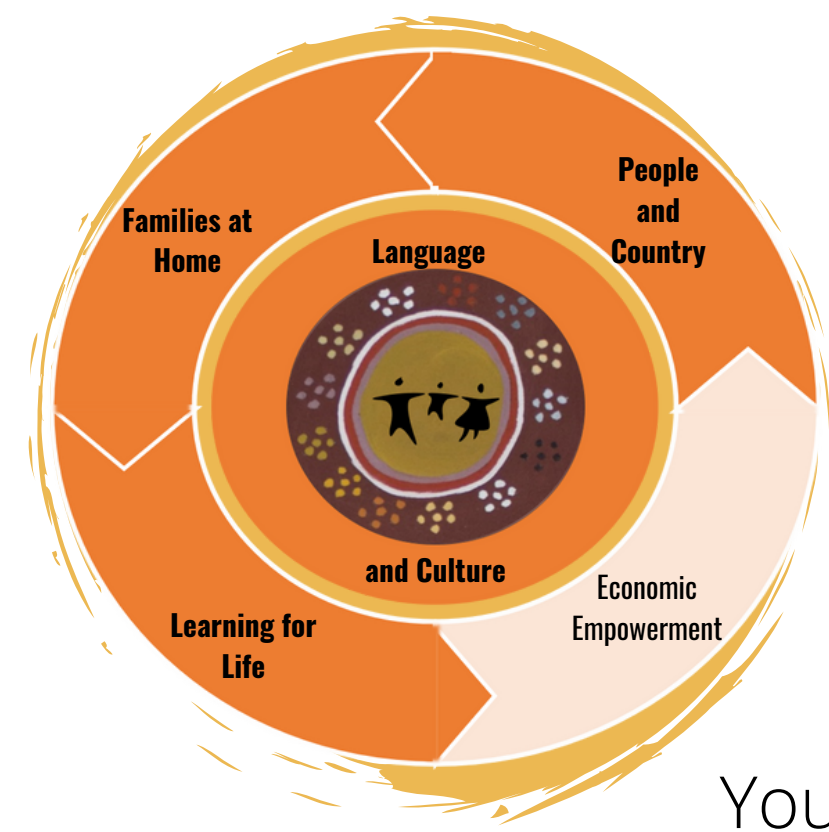 People
and
Country
Families at
Home
Language
and Culture
Economic
Empowerment
Learning for
Life
You